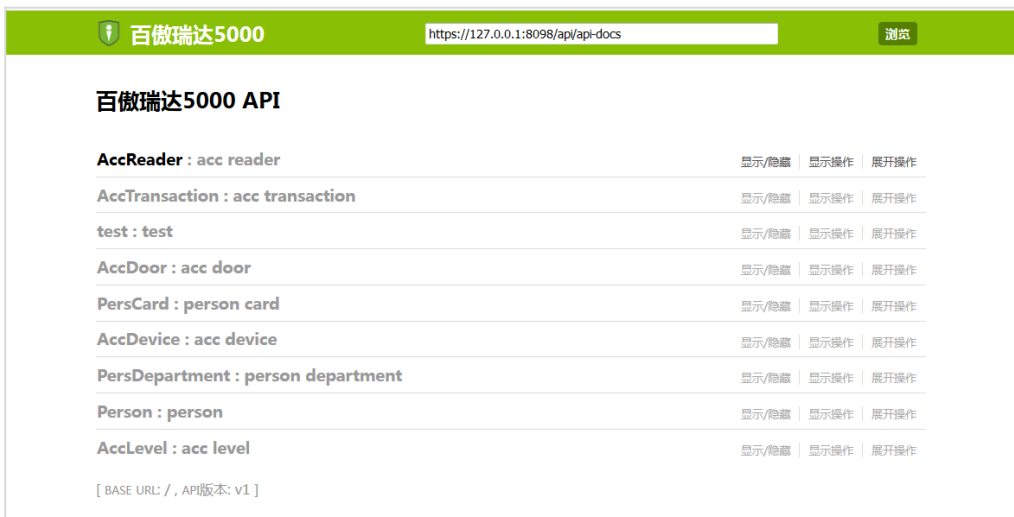 百傲瑞达5000 https://127.0.0.1:8098/api/api-docs 浏览
百傲瑞达5000 API
AccReader : acc reader 显示/隐藏 显示操作 展开操作
AccTransaction : acc transaction 显示/隐藏 显示操作 展开操作
test : test 显示/隐藏 显示操作 展开操作
AccDoor : acc door 显示/隐藏 显示操作 展开操作
PersCard : person card 显示/隐藏 显示操作 展开操作
AccDevice : acc device 显示/隐藏 显示操作 展开操作
PersDepartment : person department 显示/隐藏 显示操作 展开操作
Person : person 显示/隐藏 显示操作 展开操作
AccLevel : acc level 显示/隐藏 显示操作 展开操作
[ BASE URL: / , API版本: v1 ]